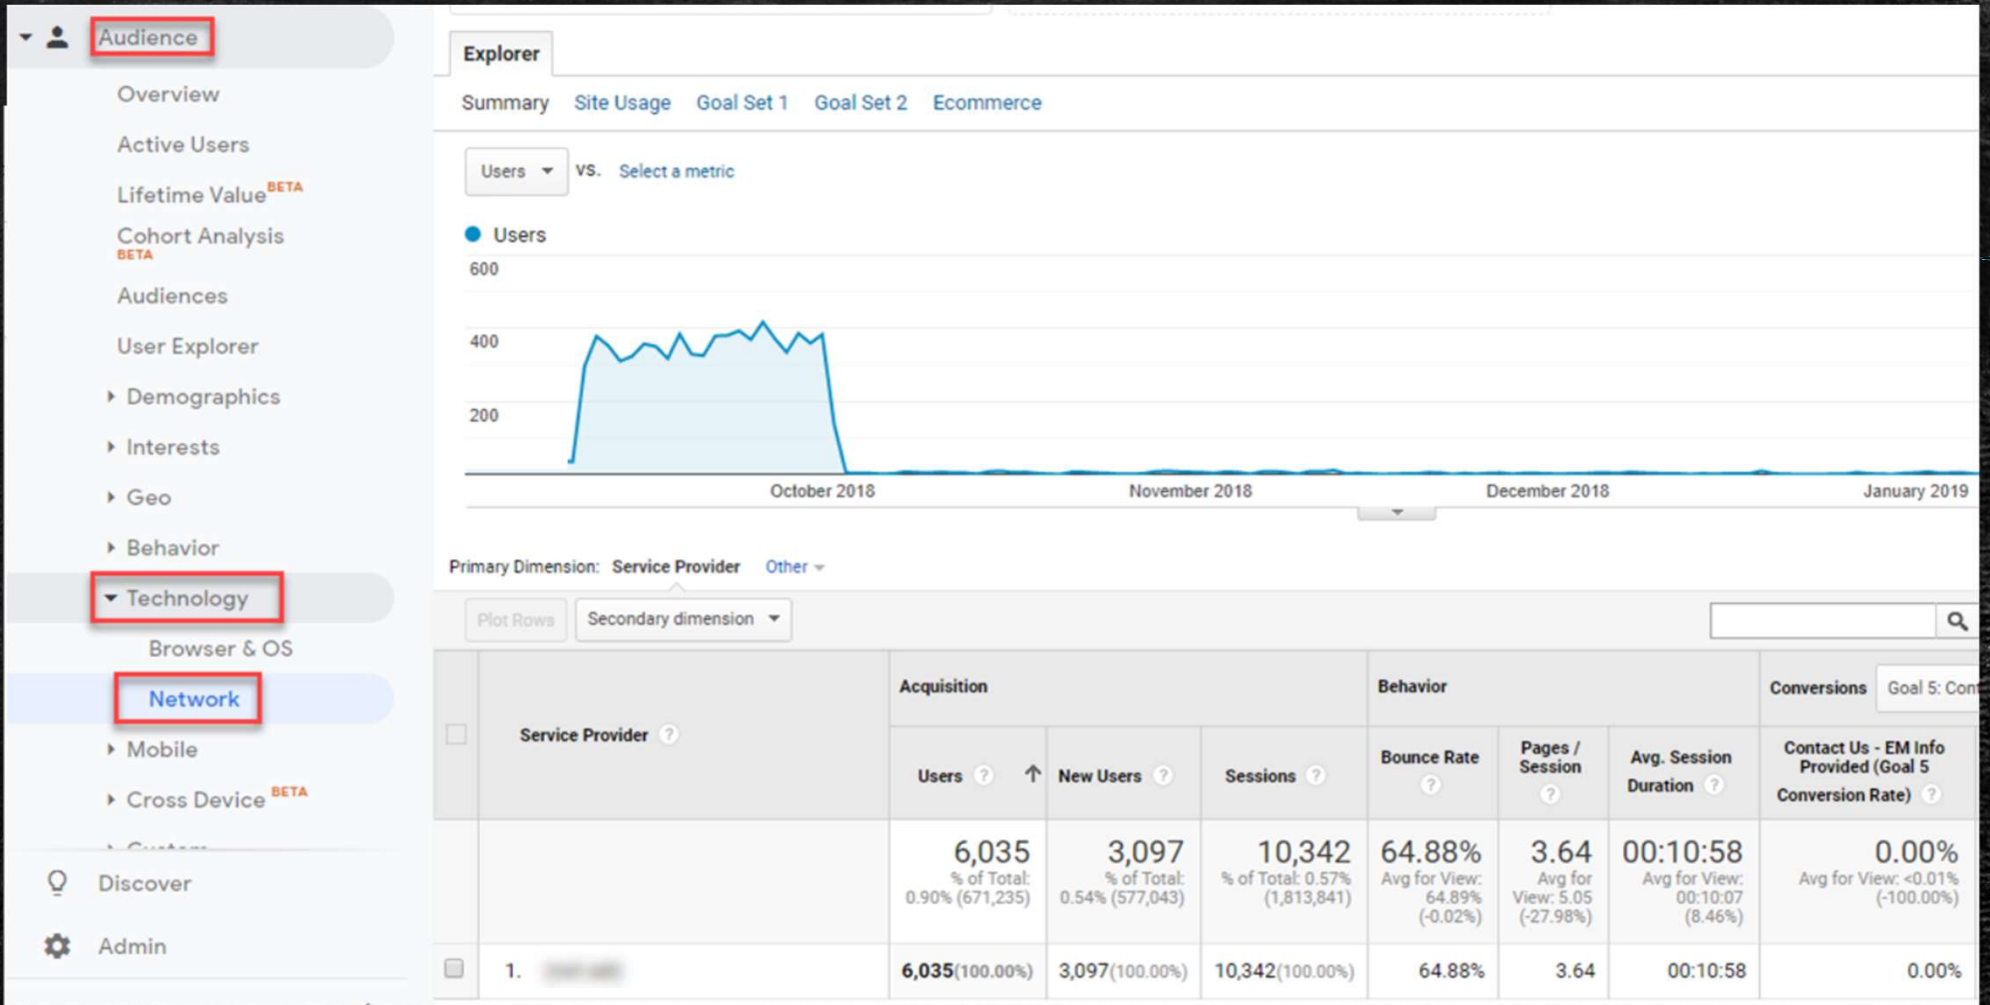 Audience
Overview
Active Users
Lifetime Value BETA
Cohort Analysis
BETA
Audiences
User Explorer
Demographics
Interests
Geo
Behavior
Technology
Browser & OS
Network
Mobile
Cross Device BETA
Discover
Admin
Explorer
Summary Site Usage Goal Set 1 Goal Set 2 Ecommerce
Users VS. Select a metric
Users
600
400
200
October 2018 November 2018 December 2018 January 2019
Primary Dimension: Service Provider Other
Plot Rows Secondary dimension
Acquisition Behavior Conversions Goal 5:
Service Provider ?
Users ? New Users ? Sessions ?
Bounce Rate
?
Pages /
Session
?
Avg. Session
Duration ?
Contact Us - EM Info
Provided (Goal 5
Conversion Rate) ?
6,035
% of Total:
0.90% (671,235)
3,097
% of Total:
0.54% (577,043)
10,342
% of Total: 0.57%
(1,813,841)
64.88%
Avg for View:
64.89%
(-0.02%)
3.64
Avg for
View: 5.05
(-27.98%)
00:10:58
Avg for View:
00:10:07
(8.46%)
0.00%
Avg for View: <0.01%
(-100.00%)
1. 6,035(100.00%) 3,097(100.00%) 10,342(100.00%) 64.88% 3.64 00:10:58 0.00%